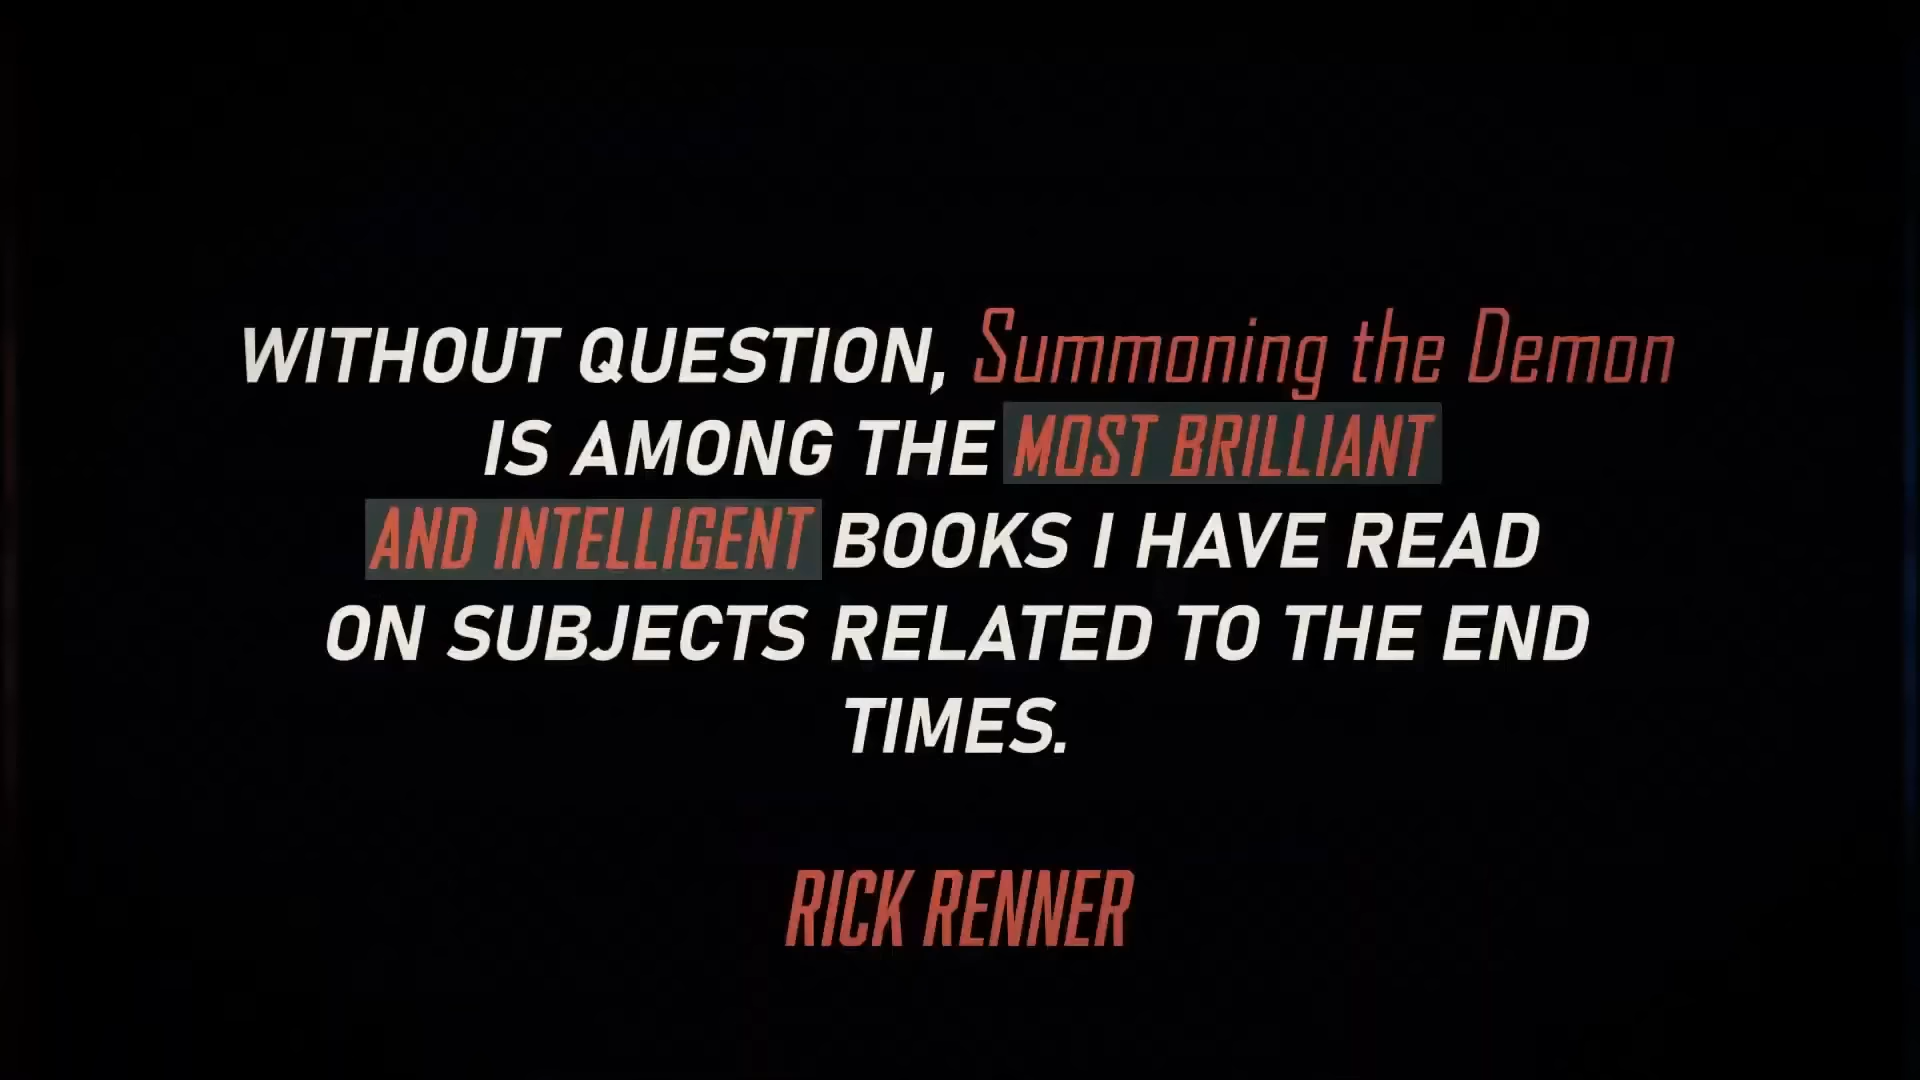 WITHOUT QUESTION, Summoning the Demon
IS AMONG THE MOST BRILLIANT
AND INTELLIGENT BOOKS I HAVE READ
ON SUBJECTS RELATED TO THE END
TIMES.
RICK RENNER